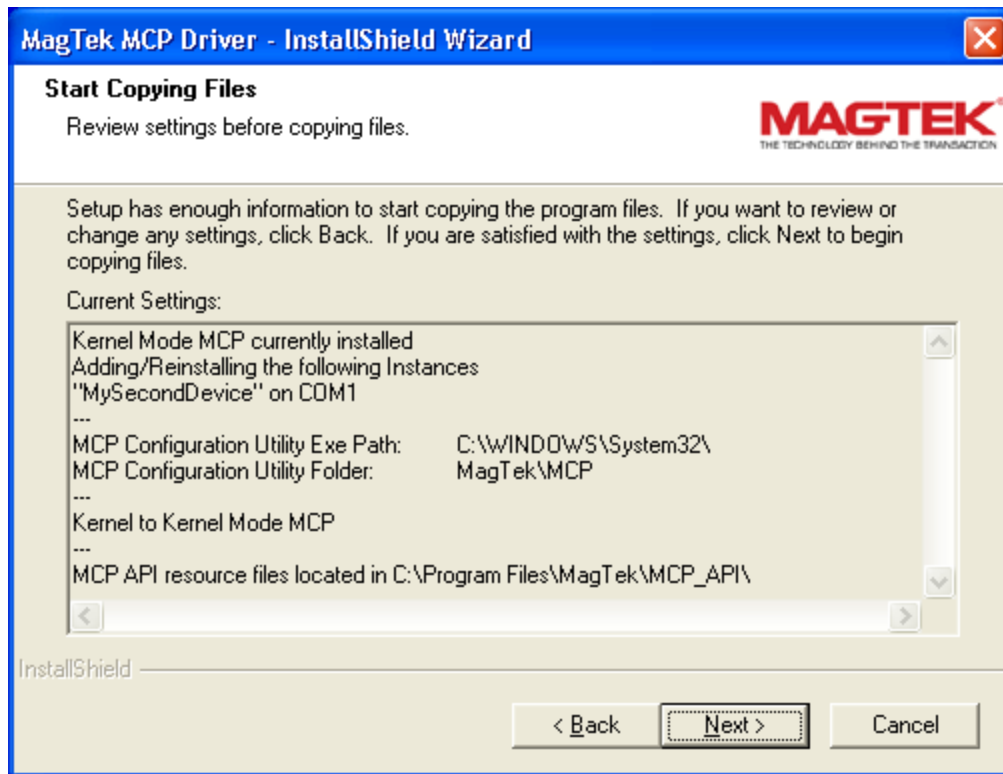 MagTek MCP Driver - InstallShield Wizard
Start Copying Files
Review settings before copying files.
MAGTEK®
THE TECHNOLOGY BEHIND THE TRANSACTION
Setup has enough information to start copying the program files.  If you want to review or
change any settings, click Back.  If you are satisfied with the settings, click Next to begin
copying files.
Current Settings:
Kernel Mode MCP currently installed
Adding/Reinstalling the following Instances
"MySecondDevice" on COM1
---
MCP Configuration Utility Exe Path: C:\WINDOWS\System32\
MCP Configuration Utility Folder: MagTek\MCP
---
Kernel to Kernel Mode MCP
---
MCP API resource files located in C:\Program Files\MagTek\MCP_API\
InstallShield
< Back
Next >
Cancel